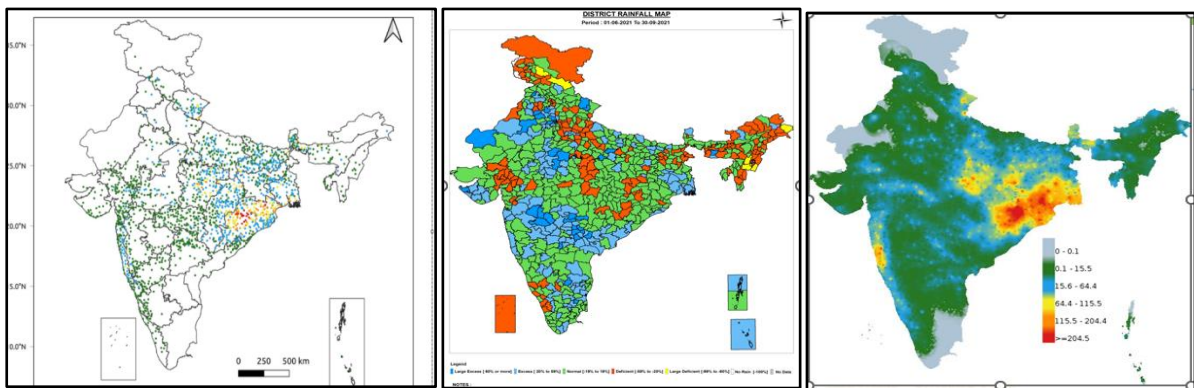 35.0°N
30.0°N
25.0°N
20.0°N
15.0°N
10.0°N
0 250 500 km
DISTRICT RAINFALL MAP
Period : 01-06-2021 To 30-09-2021
Legend
Large Excess [60% or more] Excess [20% to 59%] Normal [-19% to 19%] Deficient [-59% to -20%] Large Deficient [-99% to -60%] No Rain [-100%] No Data
NOTES :
0 - 0.1
0.1 - 15.5
15.6 - 64.4
64.4 - 115.5
115.5 - 204.4
>=204.5